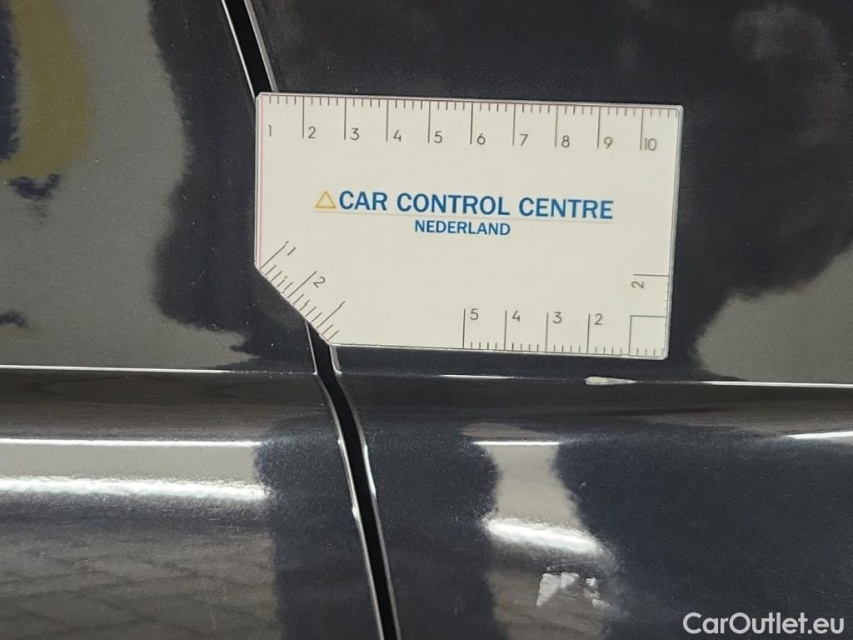 1 2 3 4 5 6 7 8 9 10
CAR CONTROL CENTRE
NEDERLAND
1
2
2
5 4 3 2
CarOutlet.eu